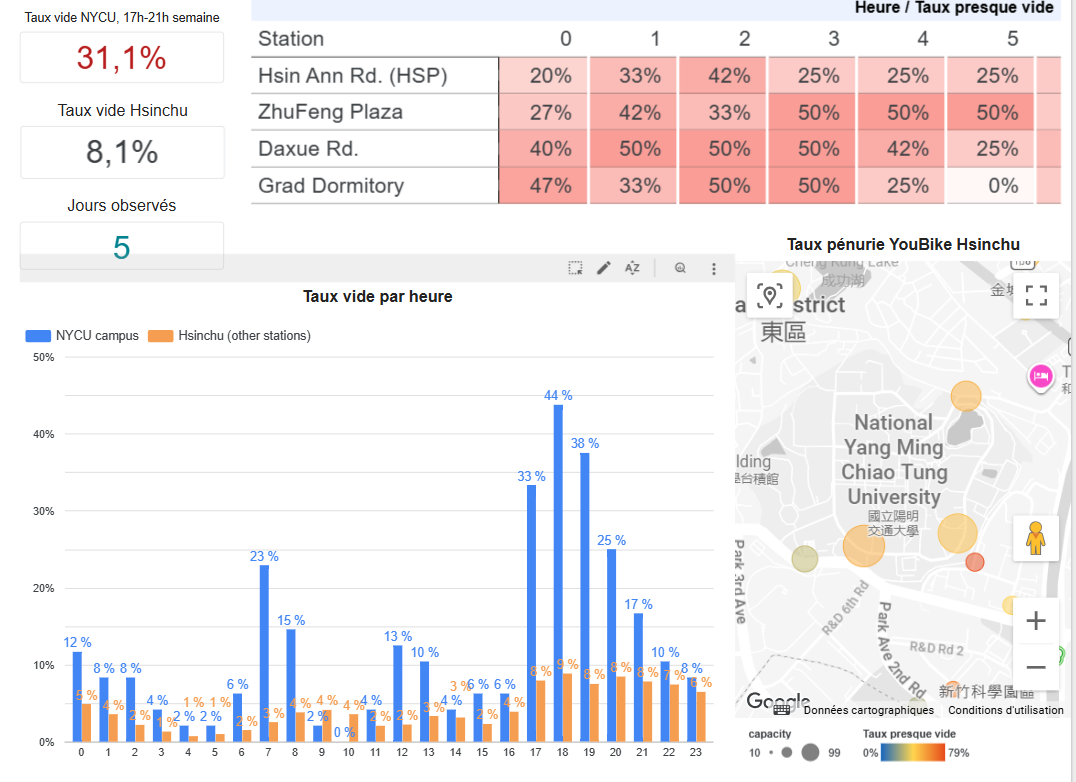 Taux vide NYCU, 17h-21h semaine
31,1%
Taux vide Hsinchu
8,1%
Jours observés
5
Heure / Taux presque vide
Station 0 1 2 3 4 5
Hsin Ann Rd. (HSP) 20% 33% 42% 25% 25% 25%
ZhuFeng Plaza 27% 42% 33% 50% 50% 50%
Daxue Rd. 40% 50% 50% 50% 42% 25%
Grad Dormitory 47% 33% 50% 50% 25% 0%
Taux vide par heure
NYCU campus Hsinchu (other stations)
50%
40%
30%
20%
10%
0%
12 % 8 % 8 % 4 % 2 % 2 % 6 % 23 % 15 % 2 % 0 % 4 % 13 % 10 % 4 % 6 % 6 % 33 % 44 % 38 % 25 % 17 % 10 % 8 %
5 % 4 % 2 % 1 % 1 % 1 % 2 % 3 % 4 % 4 % 4 % 2 % 2 % 3 % 3 % 2 % 4 % 8 % 9 % 8 % 8 % 8 % 7 % 6 %
0 1 2 3 4 5 6 7 8 9 10 11 12 13 14 15 16 17 18 19 20 21 22 23
Taux pénurie YouBike Hsinchu
Cheng Kung Lake
成功湖
strict
東區
National
Yang Ming
Chiao Tung
University
國立陽明
交通大學
lding
Park 3rd Ave
R&D 6th Rd
Park Ave 2nd Rd
R&D Rd 2
新竹科學園區
Google
Données cartographiques Conditions d'utilisation
capacity
10 99
Taux presque vide
0% 79%